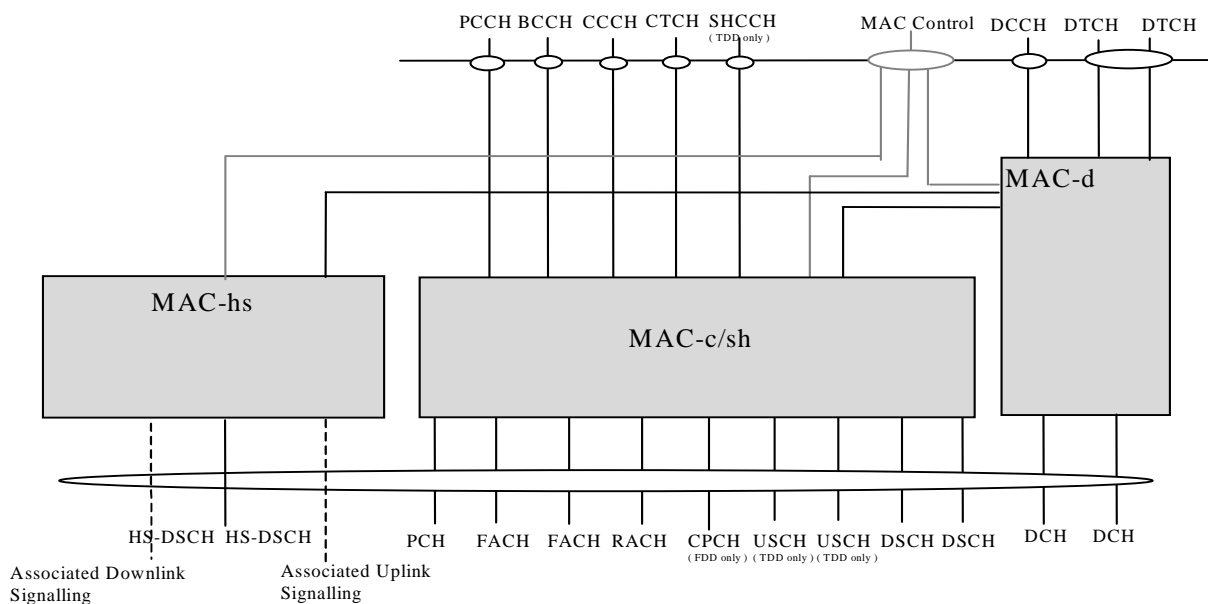 PCCH BCCH CCCH CTCH SHCCH MAC Control DCCH DTCH DTCH
( TDD only )
MAC-d
MAC-hs
MAC-c/sh
HS-DSCH HS-DSCH PCH FACH FACH RACH CPCH USCH USCH DSCH DSCH DCH DCH
( FDD only ) ( TDD only ) ( TDD only )
Associated Downlink
Signalling
Associated Uplink
Signalling